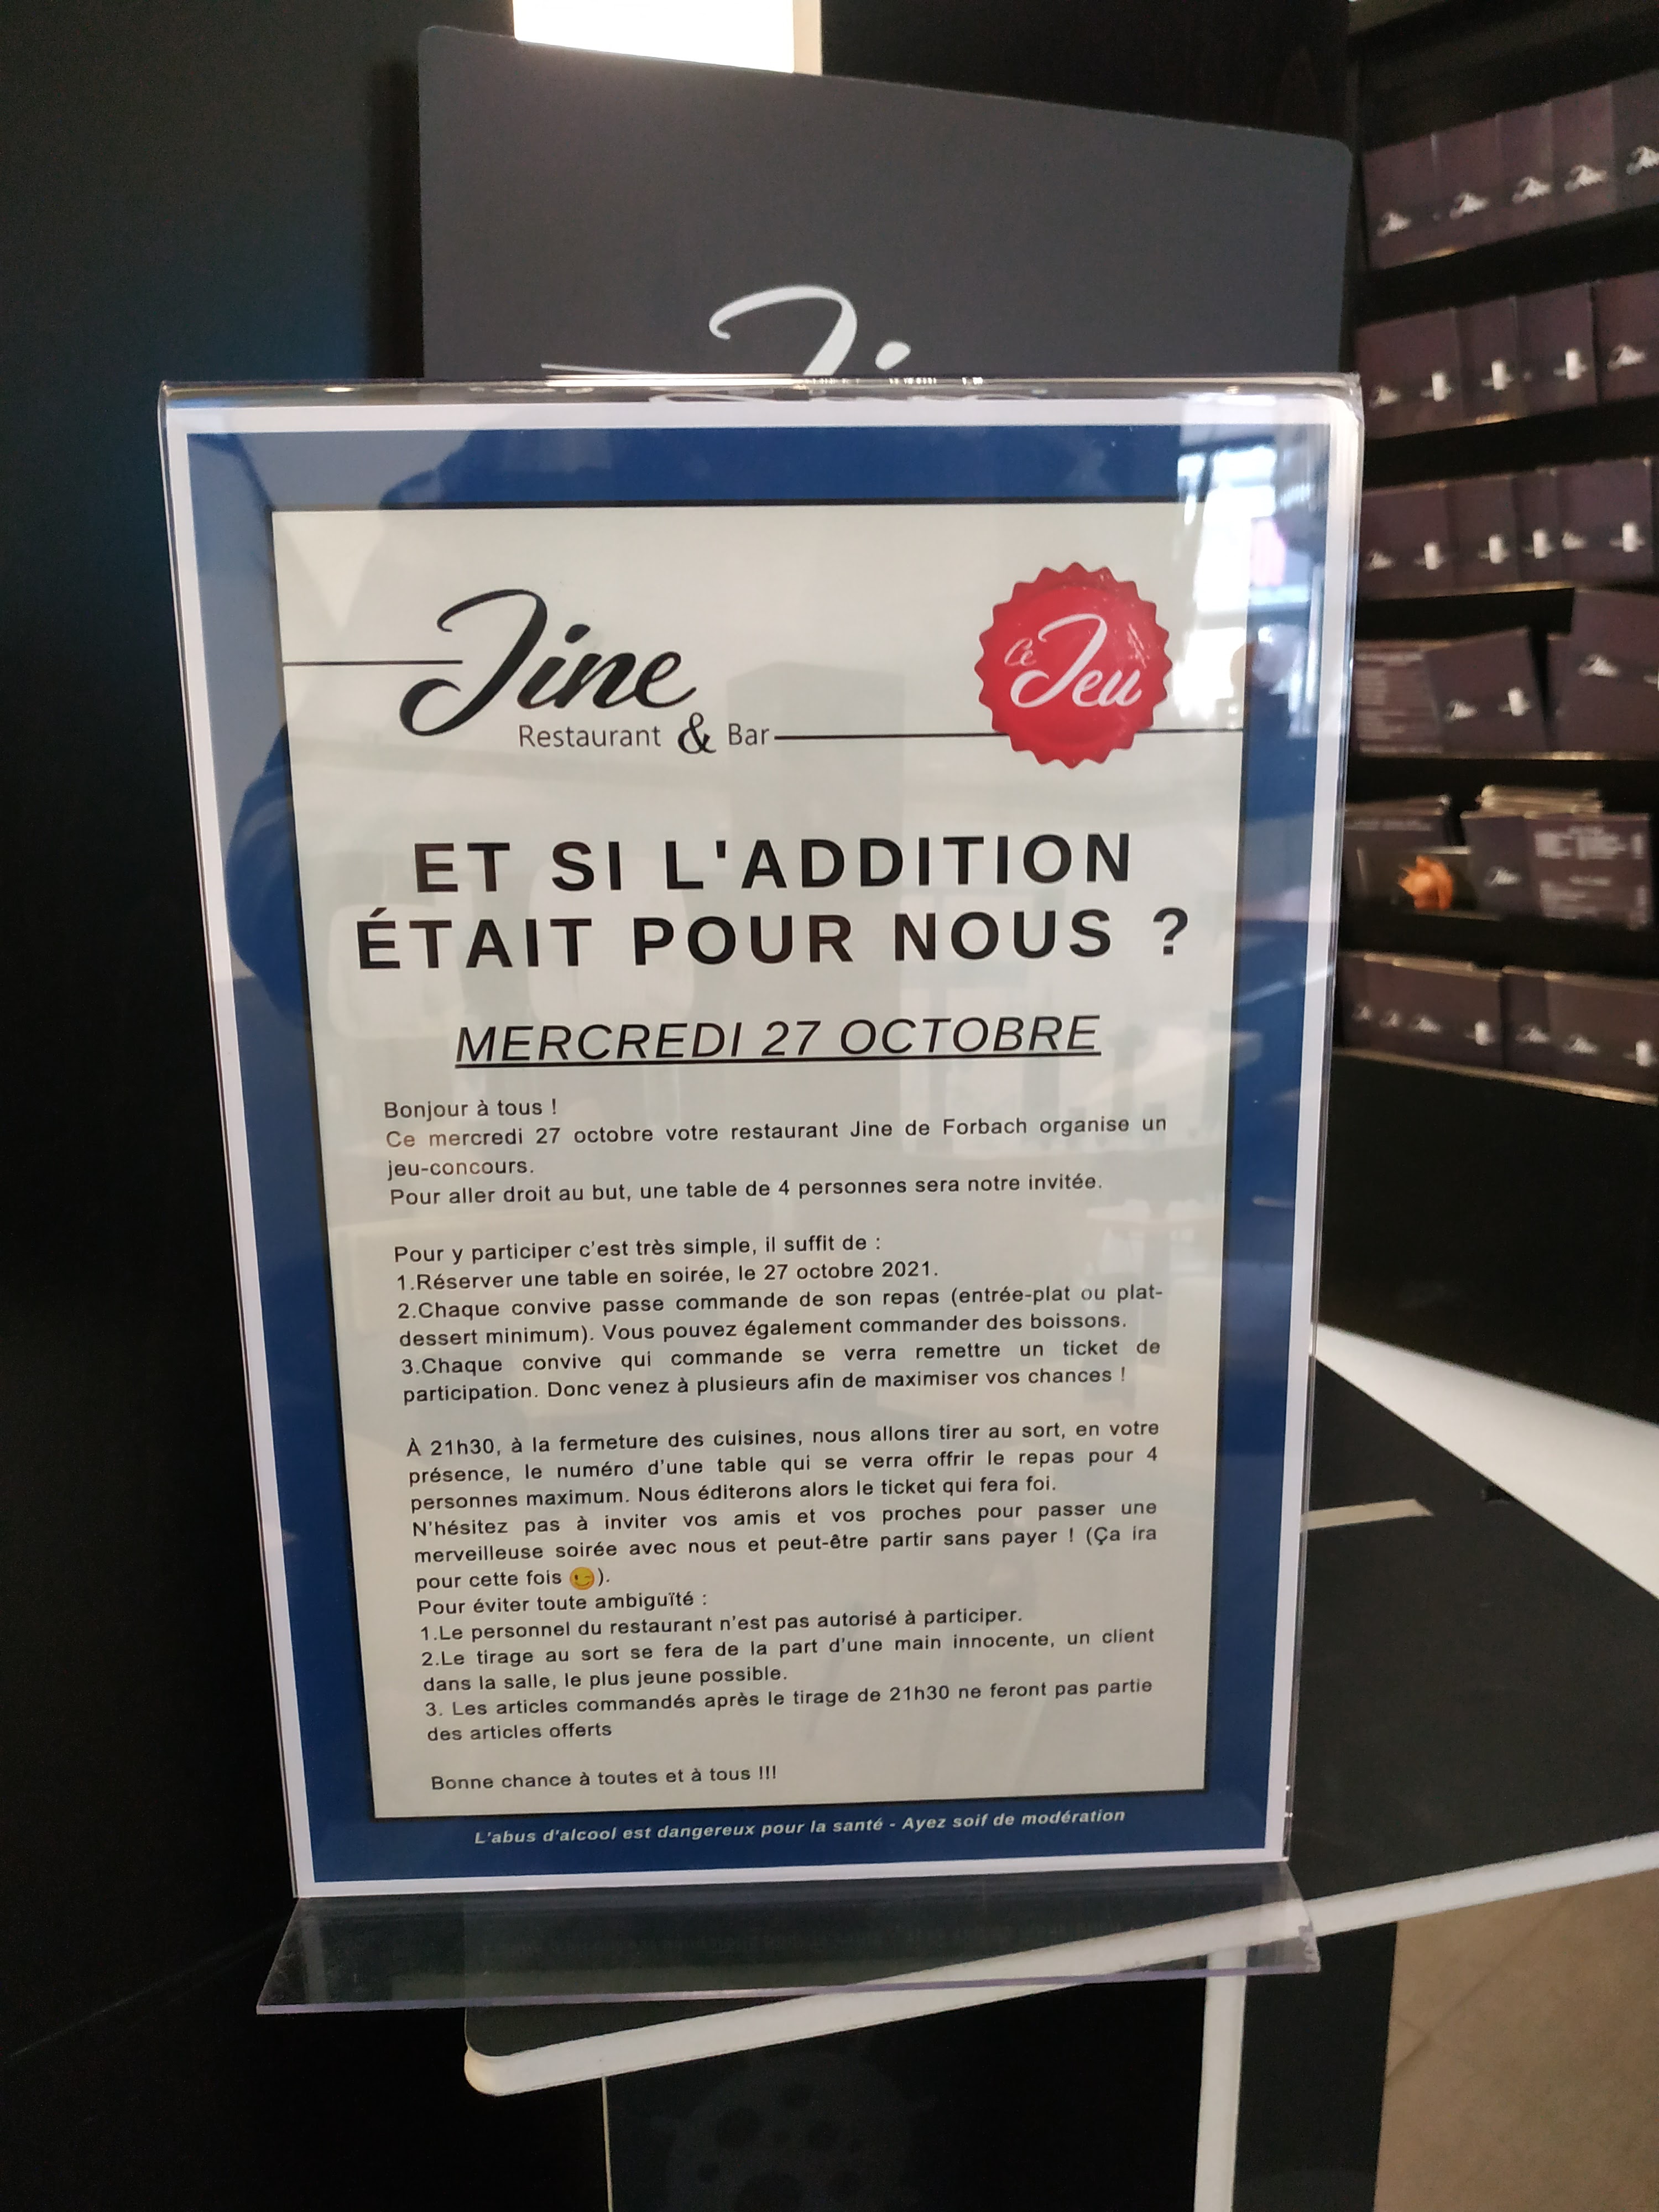 Jine
Restaurant & Bar
Ce Jeu
ET SI L'ADDITION
ÉTAIT POUR NOUS ?
MERCREDI 27 OCTOBRE
Bonjour à tous !
Ce mercredi 27 octobre votre restaurant Jine de Forbach organise un
jeu-concours.
Pour aller droit au but, une table de 4 personnes sera notre invitée.
Pour y participer c'est très simple, il suffit de :
1.Réserver une table en soirée, le 27 octobre 2021.
2.Chaque convive passe commande de son repas (entrée-plat ou plat-
dessert minimum). Vous pouvez également commander des boissons.
3.Chaque convive qui commande se verra remettre un ticket de
participation. Donc venez à plusieurs afin de maximiser vos chances !
À 21h30, à la fermeture des cuisines, nous allons tirer au sort, en votre
présence, le numéro d'une table qui se verra offrir le repas pour 4
personnes maximum. Nous éditerons alors le ticket qui fera foi.
N'hésitez pas à inviter vos amis et vos proches pour passer une
merveilleuse soirée avec nous et peut-être partir sans payer ! (Ça ira
pour cette fois 😉).
Pour éviter toute ambiguïté :
1.Le personnel du restaurant n'est pas autorisé à participer.
2.Le tirage au sort se fera de la part d'une main innocente, un client
dans la salle, le plus jeune possible.
3. Les articles commandés après le tirage de 21h30 ne feront pas partie
des articles offerts
Bonne chance à toutes et à tous !!!
L'abus d'alcool est dangereux pour la santé - Ayez soif de modération